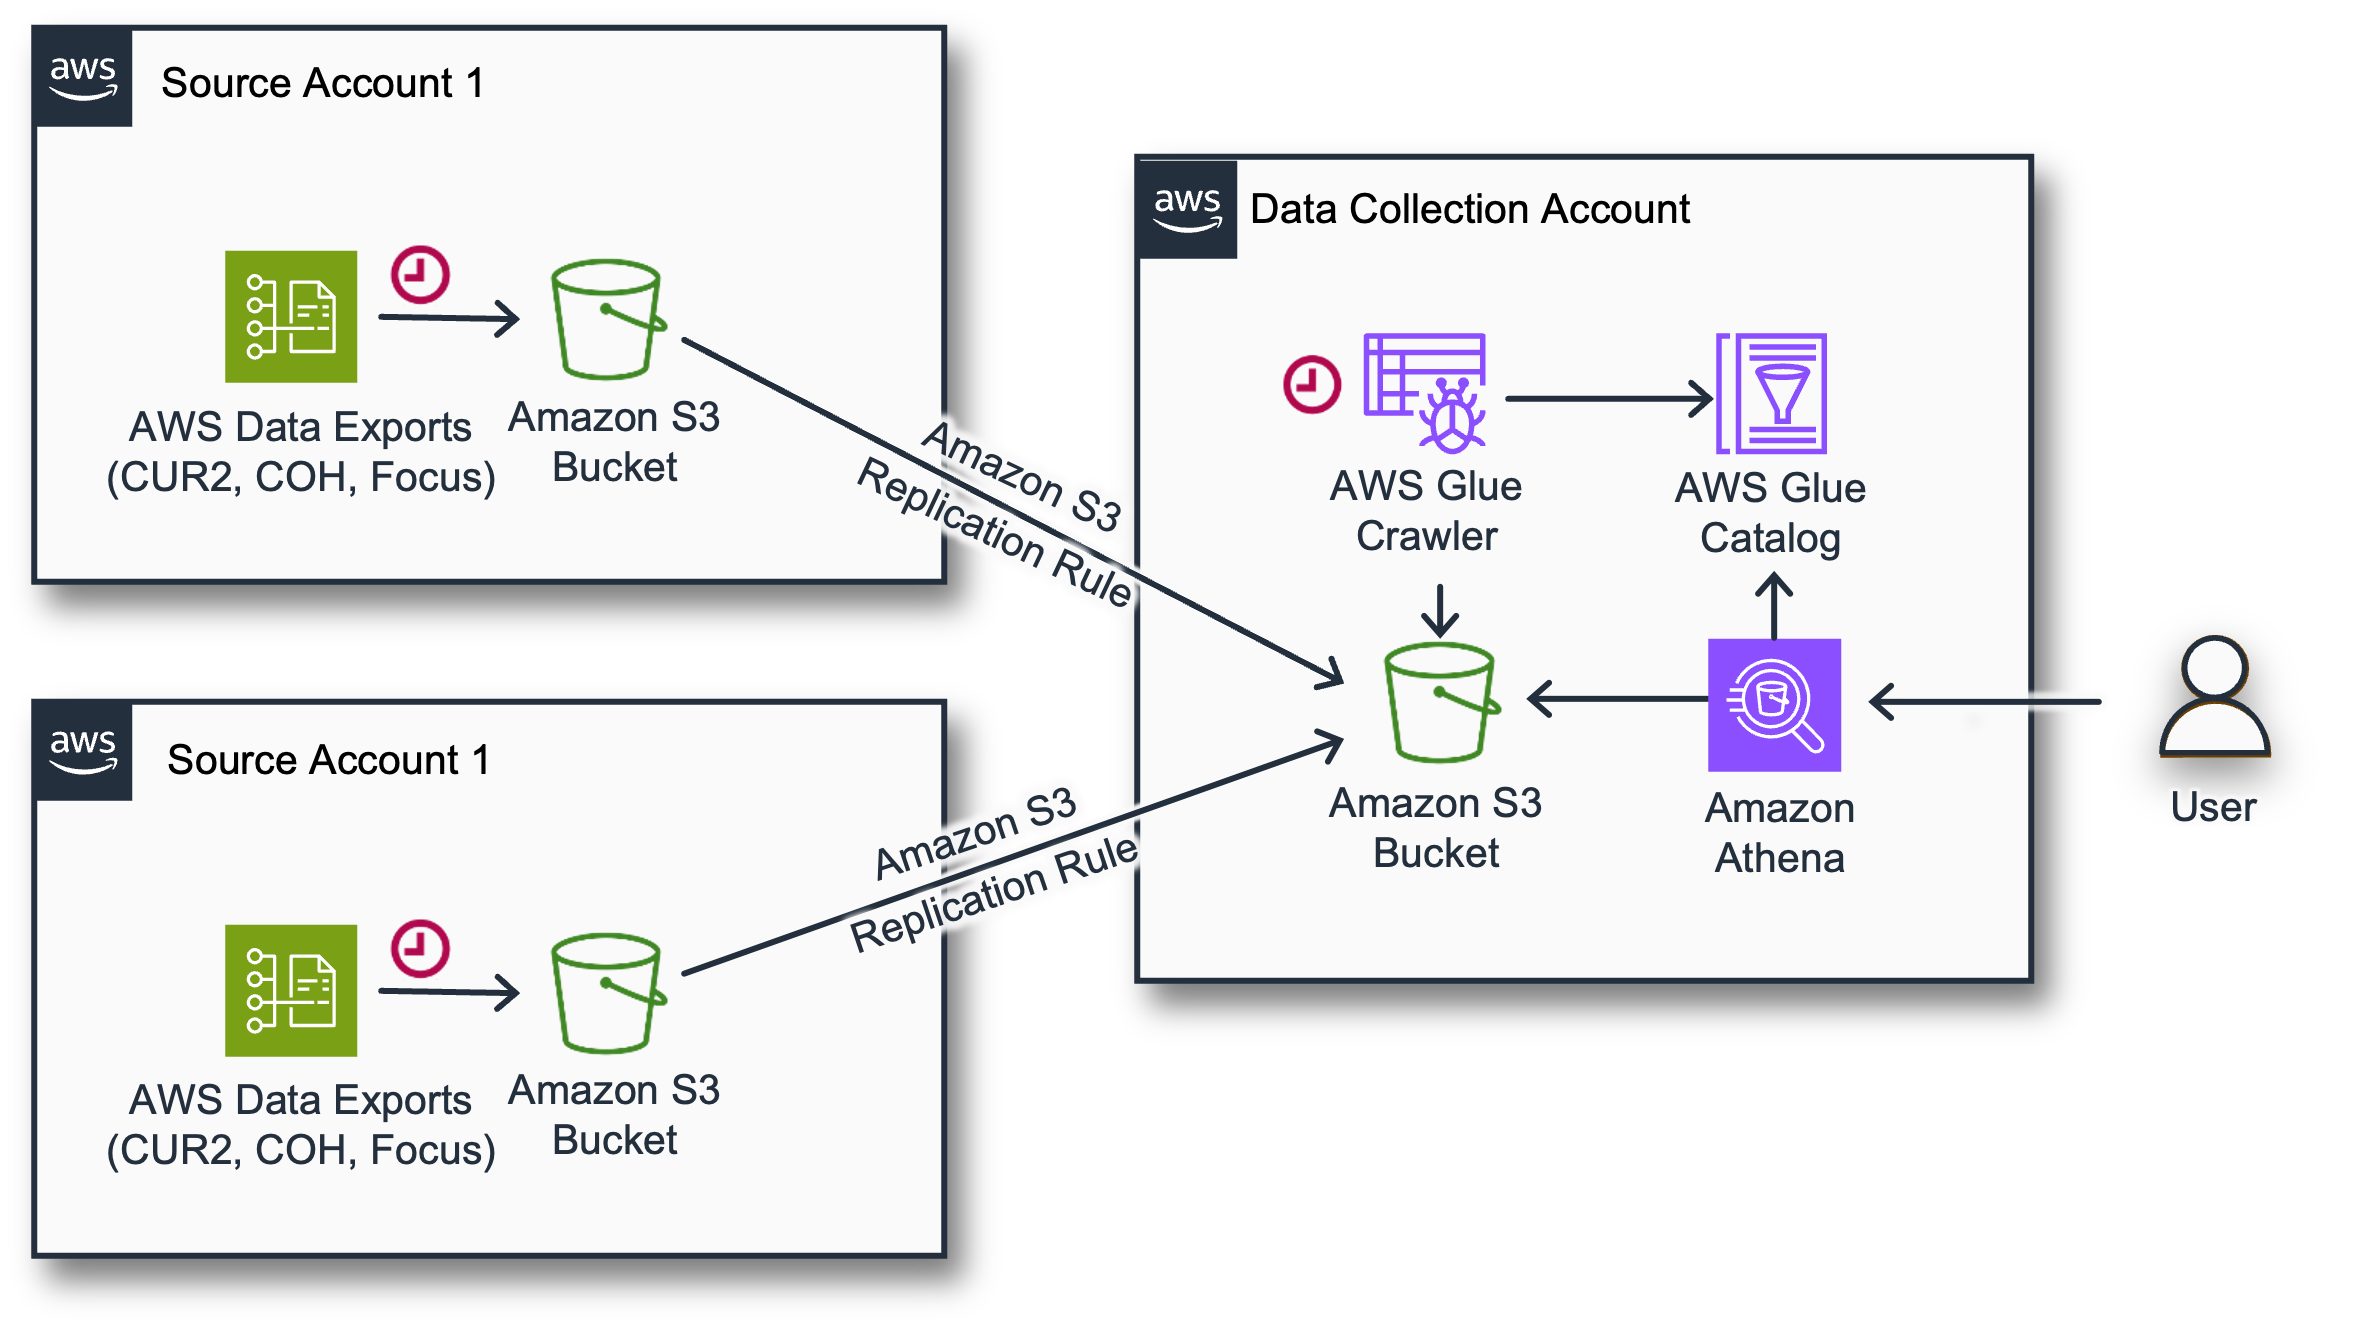 aws
Source Account 1
AWS Data Exports
(CUR2, COH, Focus)
Amazon S3
Bucket
Amazon S3
Replication Rule
aws
Source Account 1
AWS Data Exports
(CUR2, COH, Focus)
Amazon S3
Bucket
Amazon S3
Replication Rule
aws
Data Collection Account
AWS Glue
Crawler
AWS Glue
Catalog
Amazon S3
Bucket
Amazon
Athena
User